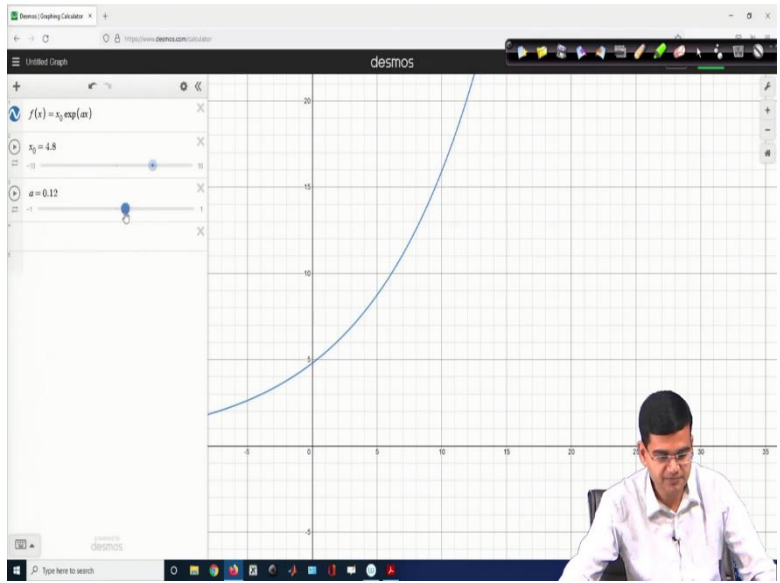 Desmos | Graphing Calculator × +
https://www.desmos.com/calculator
Untitled Graph
desmos
f(x) = x₀ exp(ax)
x₀ = 4.8
-10 10
a = 0.12
-1 1
powered by
desmos
20
15
10
5
-5 0 5 10 15 20 25 30 35
-5
Type here to search